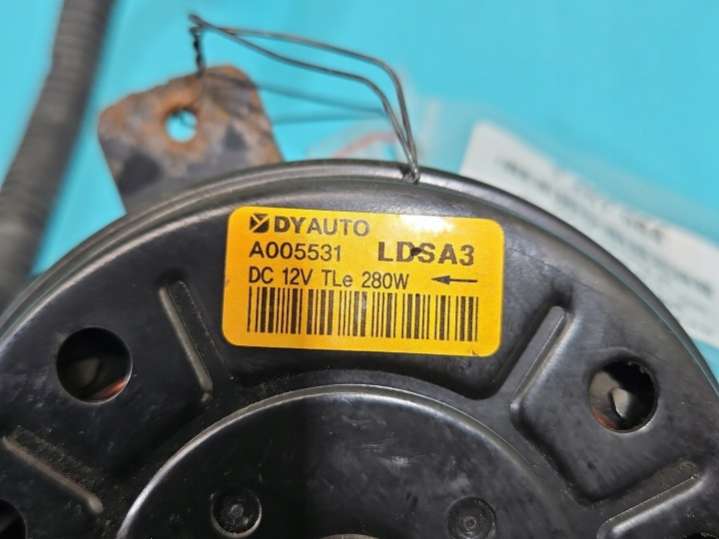 DYAUTO
A005531 LDSA3
DC 12V TLe 280W ←